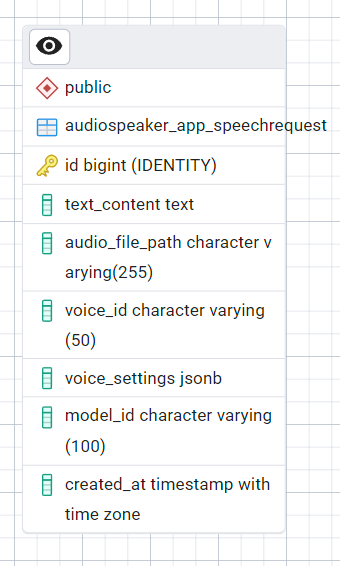 public
audiospeaker_app_speechrequest
id bigint (IDENTITY)
text_content text
audio_file_path character v
arying(255)
voice_id character varying
(50)
voice_settings jsonb
model_id character varying
(100)
created_at timestamp with
time zone